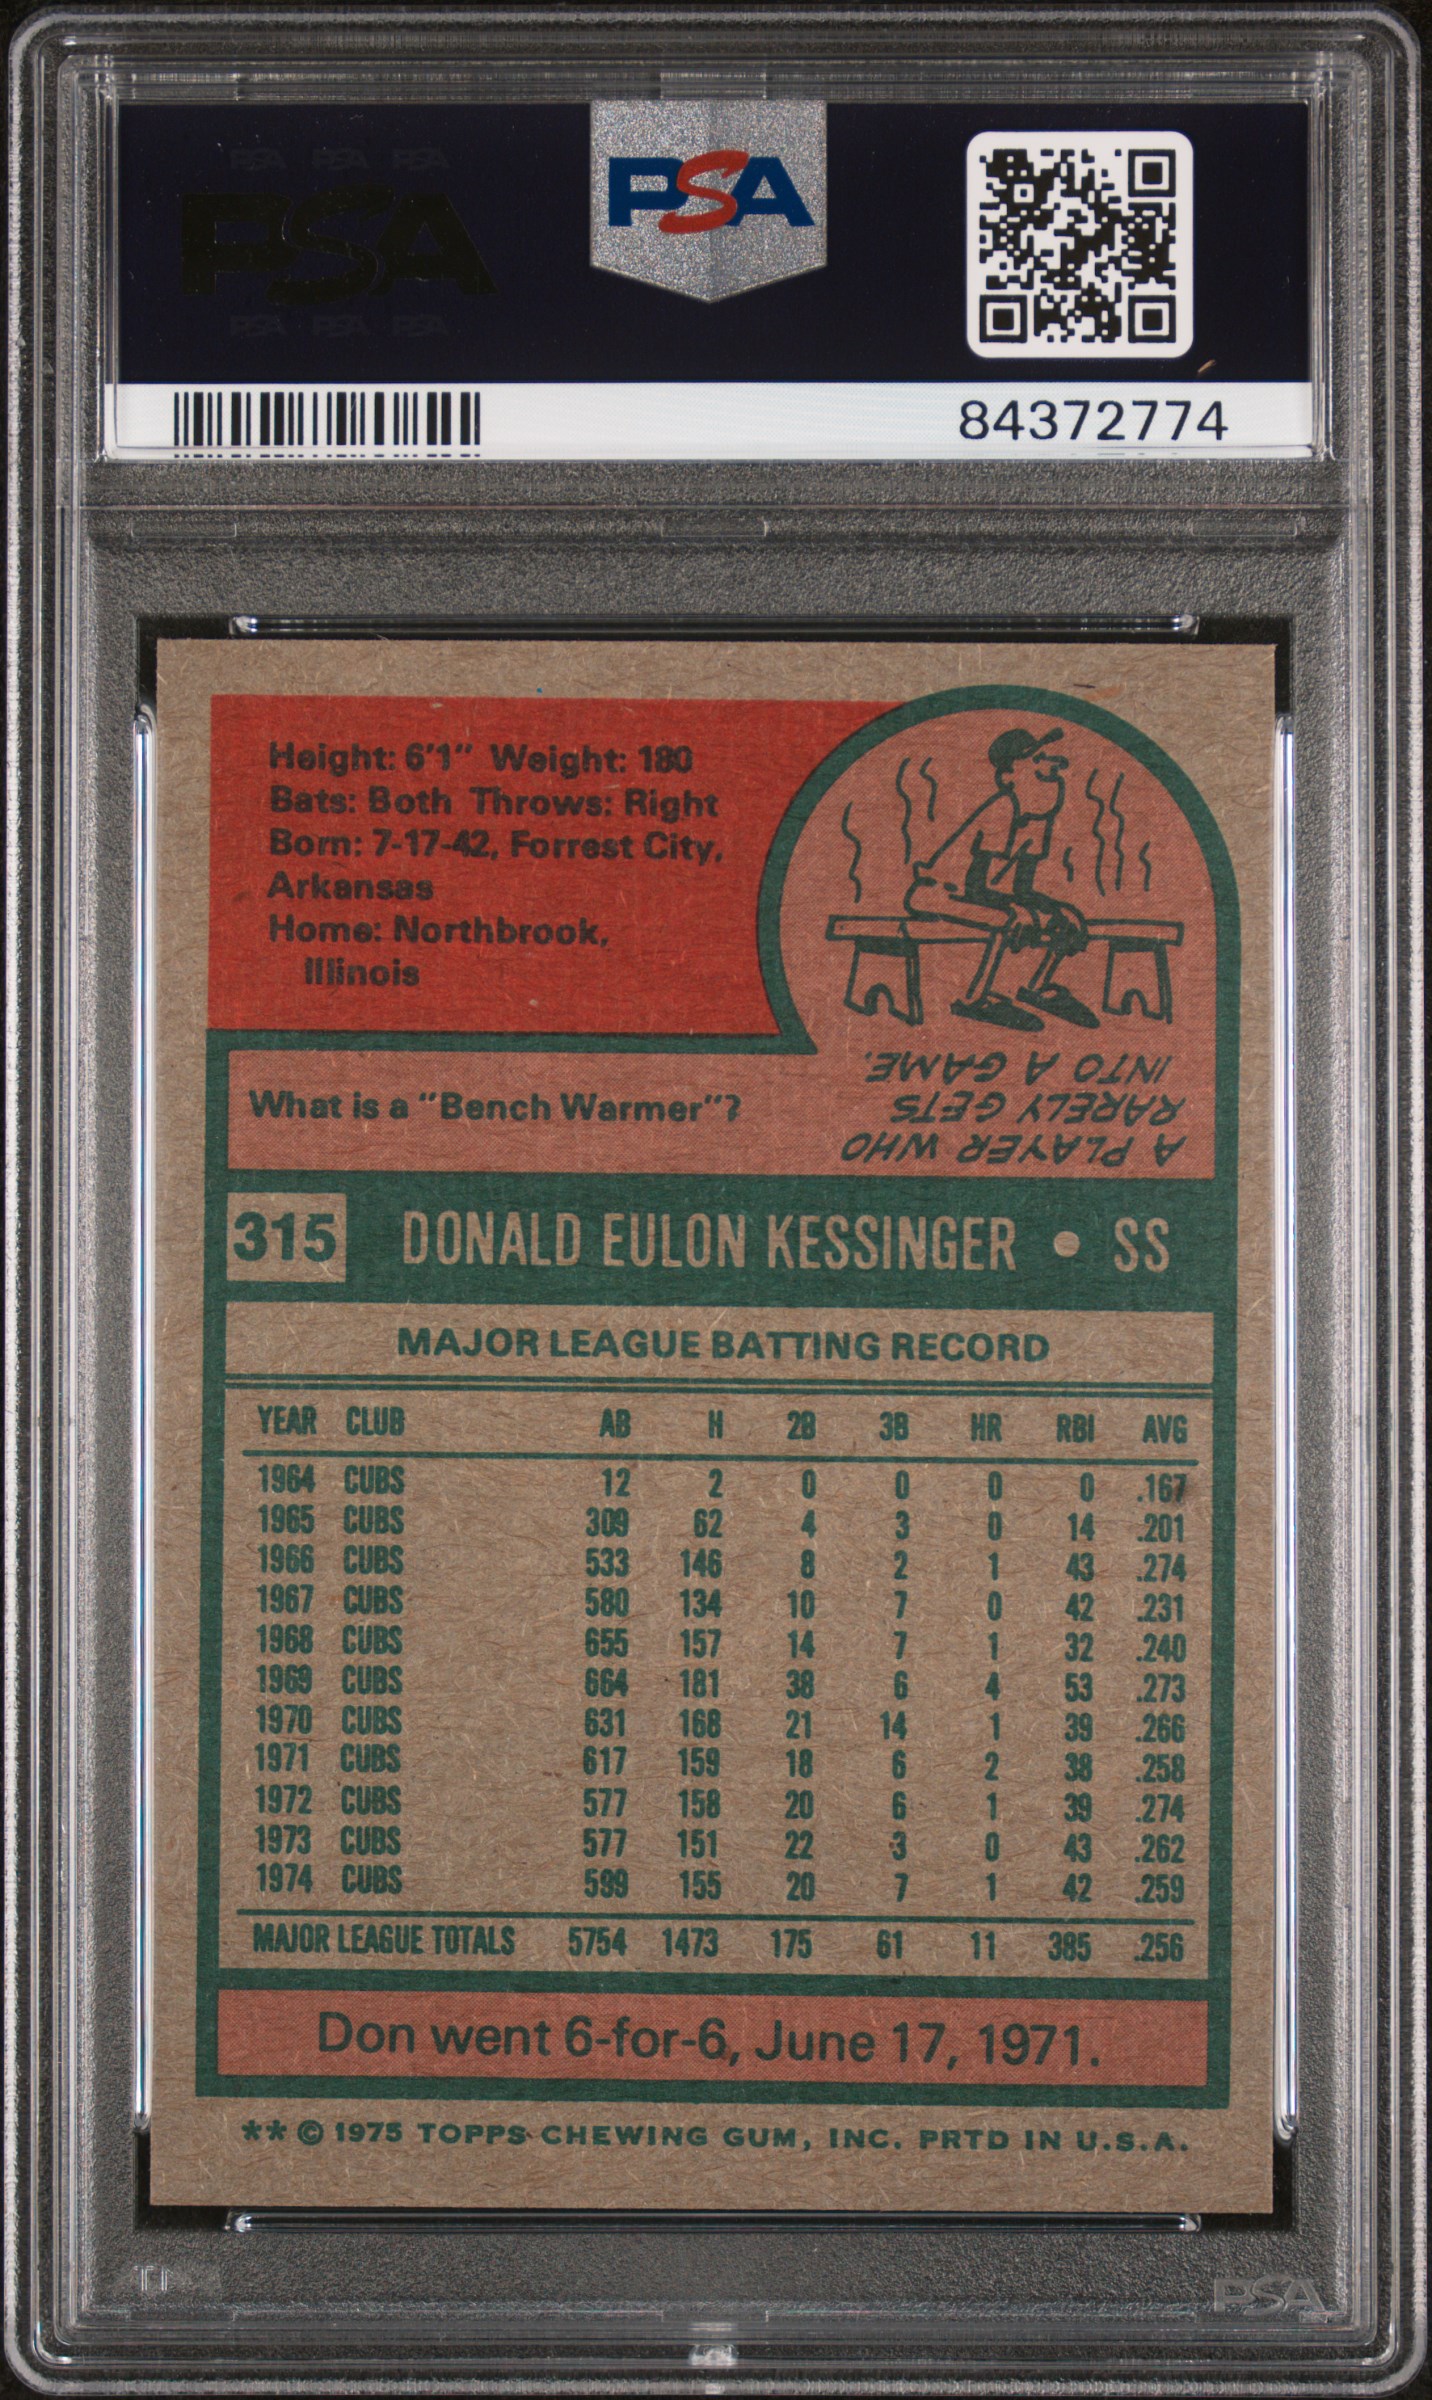 PSA PSA PSA
PSA
PSA PSA PSA
PSA
84372774
Height: 6'1" Weight: 180
Bats: Both Throws: Right
Born: 7-17-42, Forrest City,
Arkansas
Home: Northbrook,
Illinois
What is a "Bench Warmer"?
A PLAYER WHO
RARELY GETS
INTO A GAME.
315 DONALD EULON KESSINGER • SS
MAJOR LEAGUE BATTING RECORD
YEAR CLUB AB H 2B 3B HR RBI AVG
1964 CUBS 12 2 0 0 0 0 .167
1965 CUBS 309 62 4 3 0 14 .201
1966 CUBS 533 146 8 2 1 43 .274
1967 CUBS 580 134 10 7 0 42 .231
1968 CUBS 655 157 14 7 1 32 .240
1969 CUBS 664 181 38 6 4 53 .273
1970 CUBS 631 168 21 14 1 39 .266
1971 CUBS 617 159 18 6 2 38 .258
1972 CUBS 577 158 20 6 1 39 .274
1973 CUBS 577 151 22 3 0 43 .262
1974 CUBS 599 155 20 7 1 42 .259
MAJOR LEAGUE TOTALS 5754 1473 175 61 11 385 .256
Don went 6-for-6, June 17, 1971.
** © 1975 TOPPS CHEWING GUM, INC. PRTD IN U.S.A.
PSA